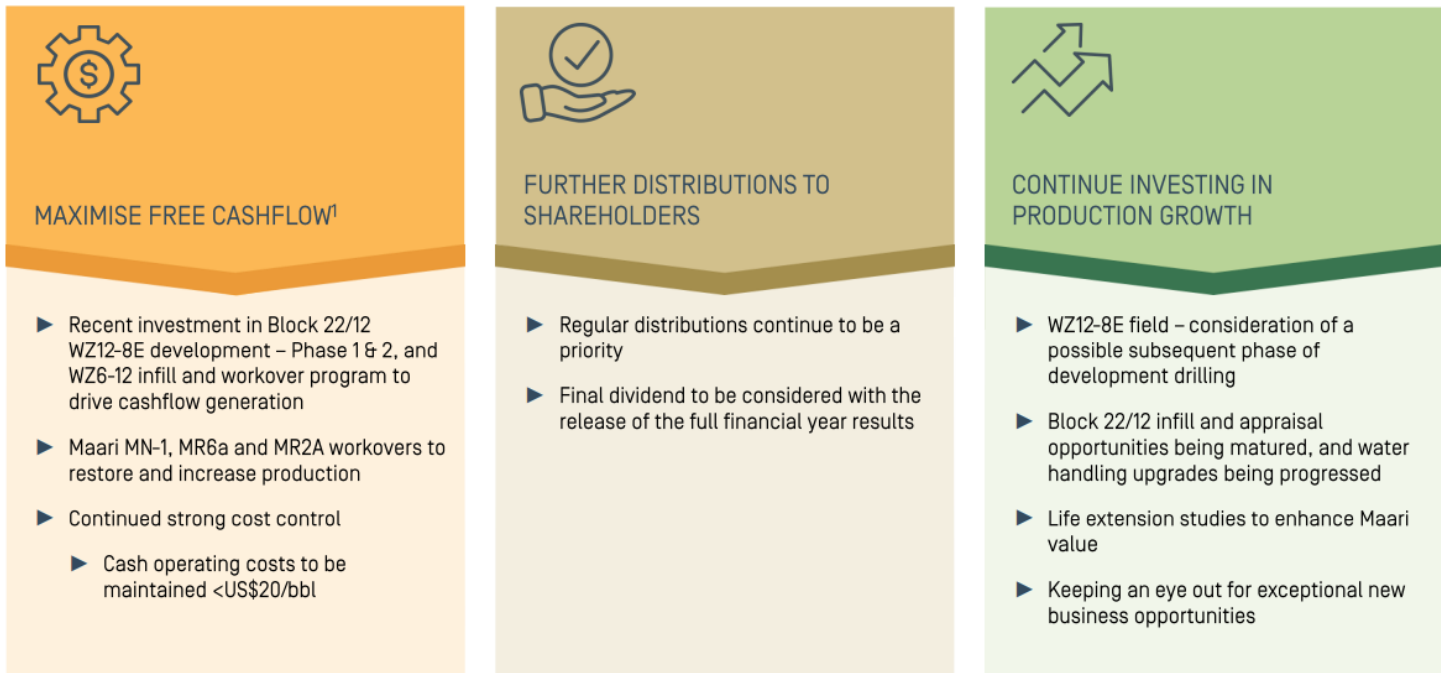 $
MAXIMISE FREE CASHFLOW¹
▶ Recent investment in Block 22/12
WZ12-8E development – Phase 1 & 2, and
WZ6-12 infill and workover program to
drive cashflow generation
▶ Maari MN-1, MR6a and MR2A workovers to
restore and increase production
▶ Continued strong cost control
▶ Cash operating costs to be
maintained <US$20/bbl
FURTHER DISTRIBUTIONS TO
SHAREHOLDERS
▶ Regular distributions continue to be a
priority
▶ Final dividend to be considered with the
release of the full financial year results
CONTINUE INVESTING IN
PRODUCTION GROWTH
▶ WZ12-8E field – consideration of a
possible subsequent phase of
development drilling
▶ Block 22/12 infill and appraisal
opportunities being matured, and water
handling upgrades being progressed
▶ Life extension studies to enhance Maari
value
▶ Keeping an eye out for exceptional new
business opportunities